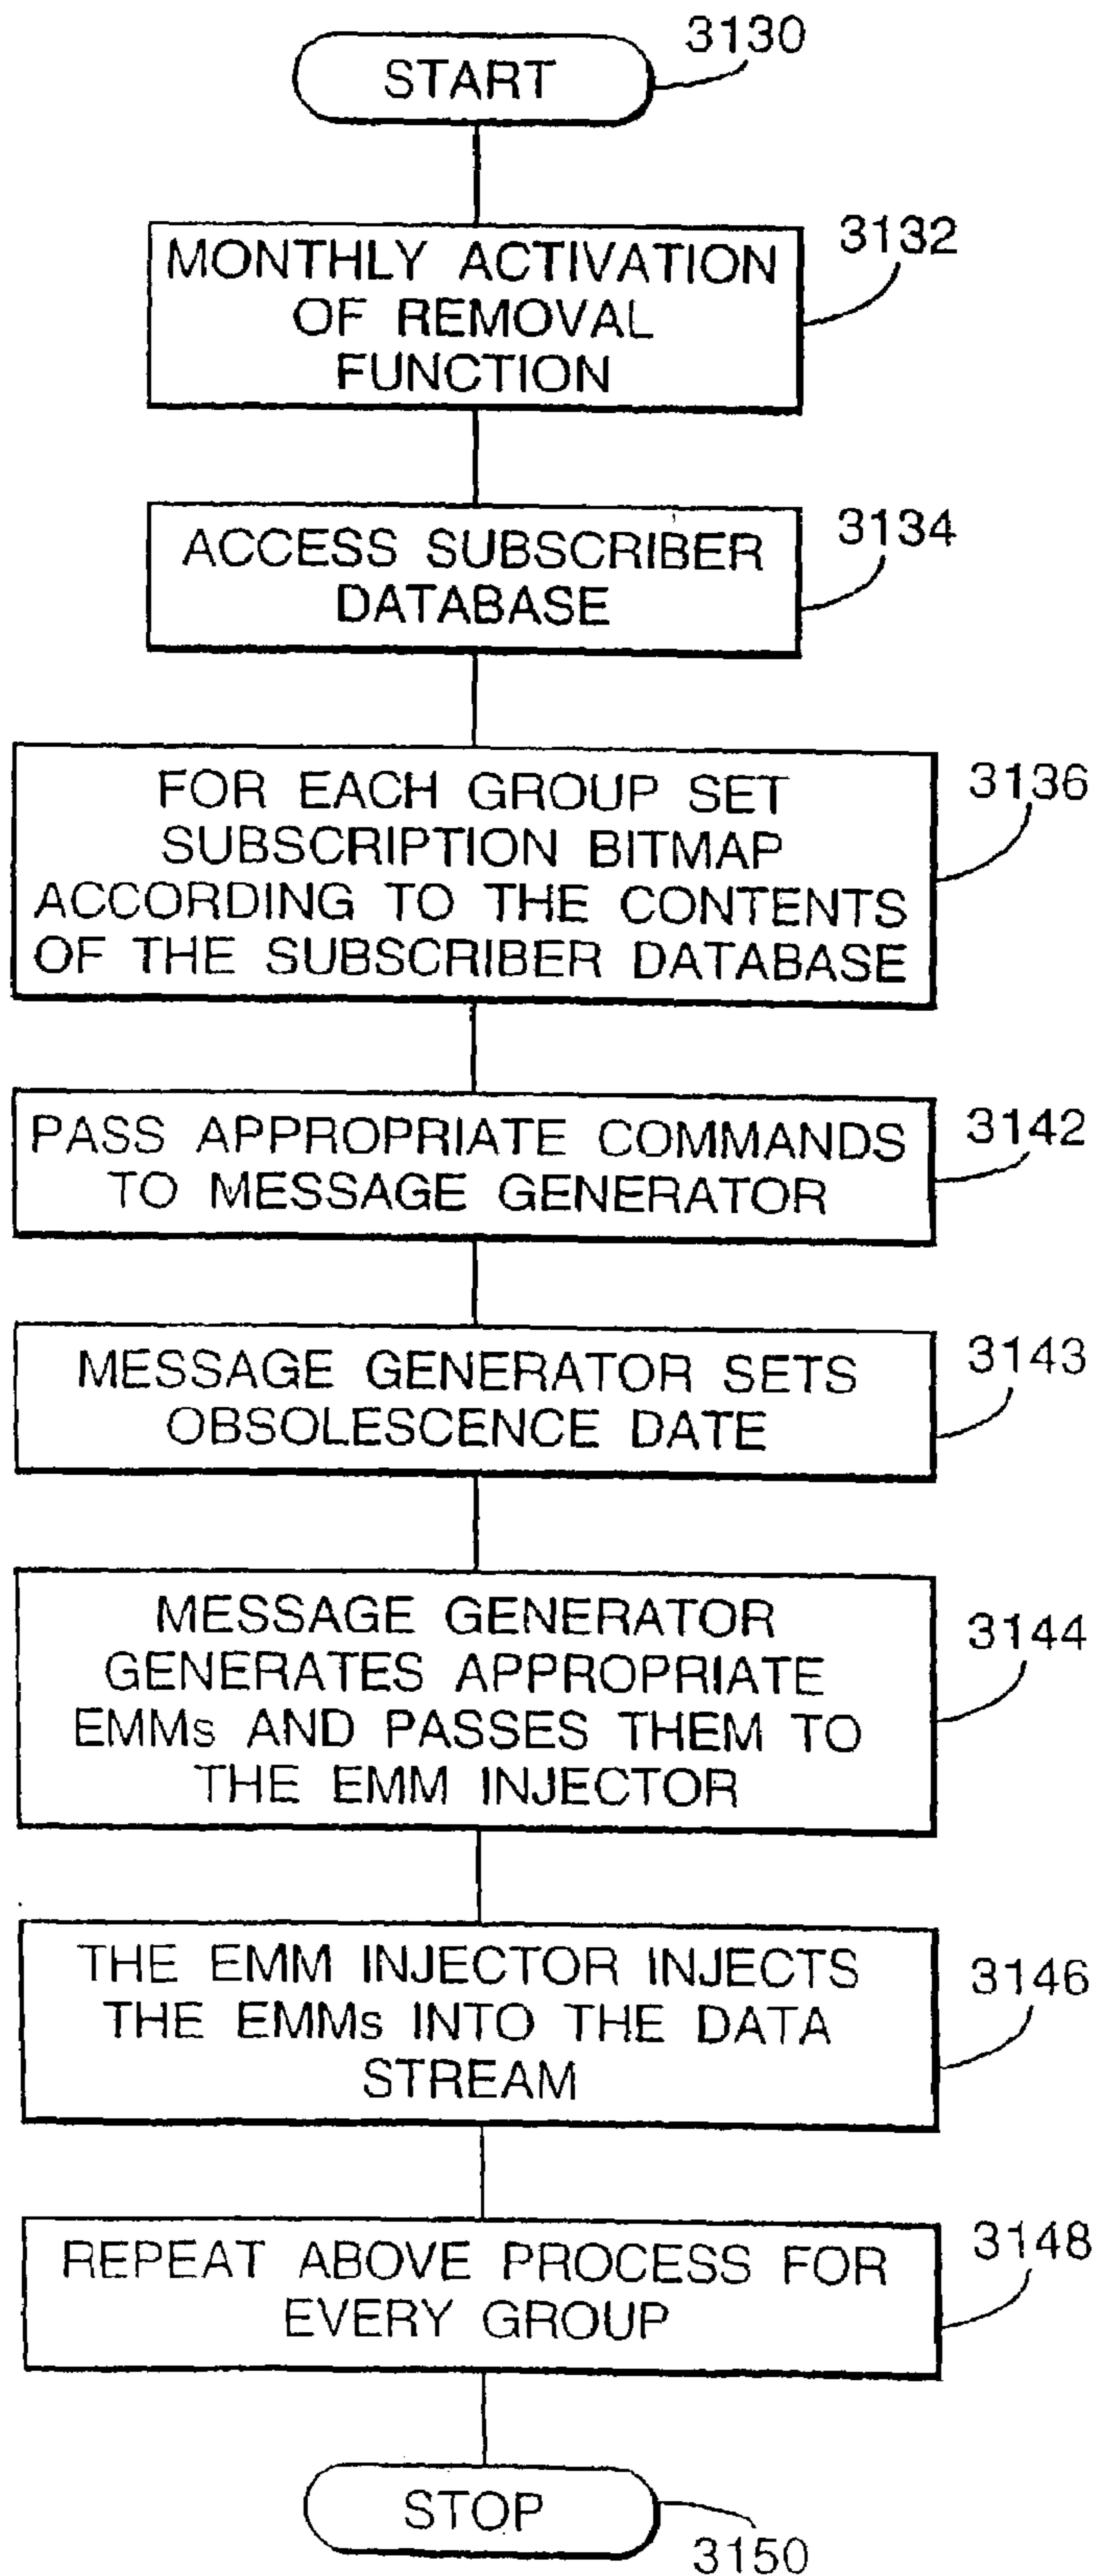 3130
START
3132
MONTHLY ACTIVATION
OF REMOVAL
FUNCTION
3134
ACCESS SUBSCRIBER
DATABASE
3136
FOR EACH GROUP SET
SUBSCRIPTION BITMAP
ACCORDING TO THE CONTENTS
OF THE SUBSCRIBER DATABASE
3142
PASS APPROPRIATE COMMANDS
TO MESSAGE GENERATOR
3143
MESSAGE GENERATOR SETS
OBSOLESCENCE DATE
3144
MESSAGE GENERATOR
GENERATES APPROPRIATE
EMMs AND PASSES THEM TO
THE EMM INJECTOR
3146
THE EMM INJECTOR INJECTS
THE EMMs INTO THE DATA
STREAM
3148
REPEAT ABOVE PROCESS FOR
EVERY GROUP
STOP
3150